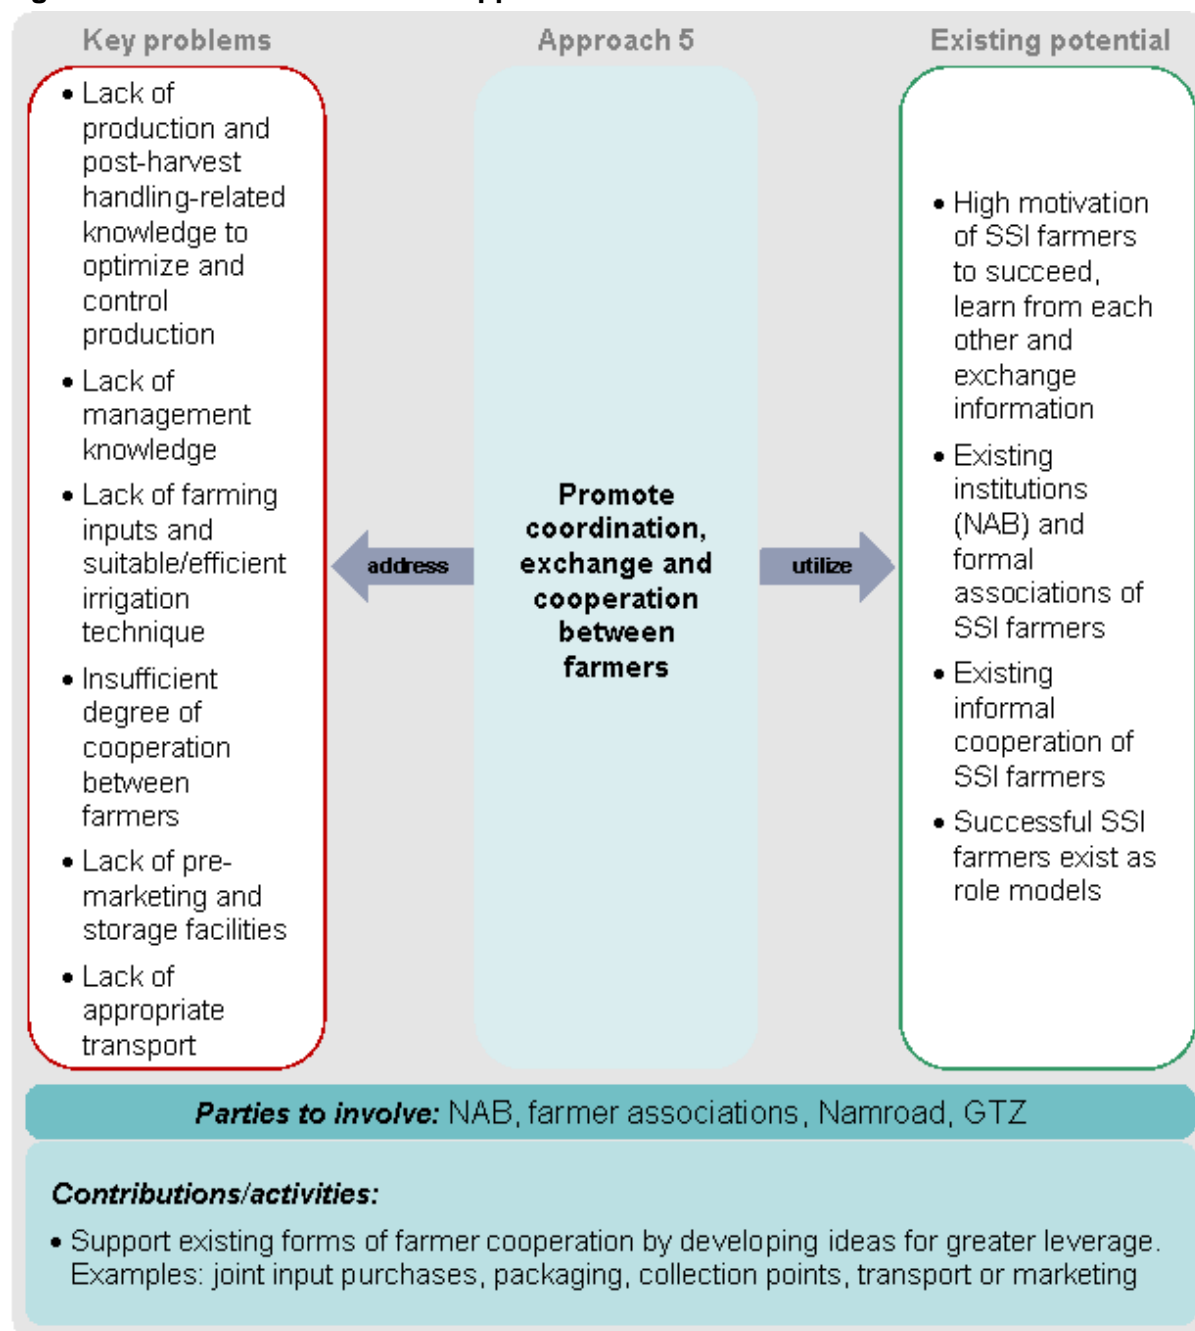 Key problems
Approach 5
Existing potential
• Lack of
production and
post-harvest
handling-related
knowledge to
optimize and
control
production
• Lack of
management
knowledge
• Lack of farming
inputs and
suitable/efficient
irrigation
technique
• Insufficient
degree of
cooperation
between
farmers
• Lack of pre-
marketing and
storage facilities
• Lack of
appropriate
transport
address
Promote
coordination,
exchange and
cooperation
between
farmers
utilize
• High motivation
of SSI farmers
to succeed,
learn from each
other and
exchange
information
• Existing
institutions
(NAB) and
formal
associations of
SSI farmers
• Existing
informal
cooperation of
SSI farmers
• Successful SSI
farmers exist as
role models
Parties to involve: NAB, farmer associations, Namroad, GTZ
Contributions/activities:
• Support existing forms of farmer cooperation by developing ideas for greater leverage.
Examples: joint input purchases, packaging, collection points, transport or marketing